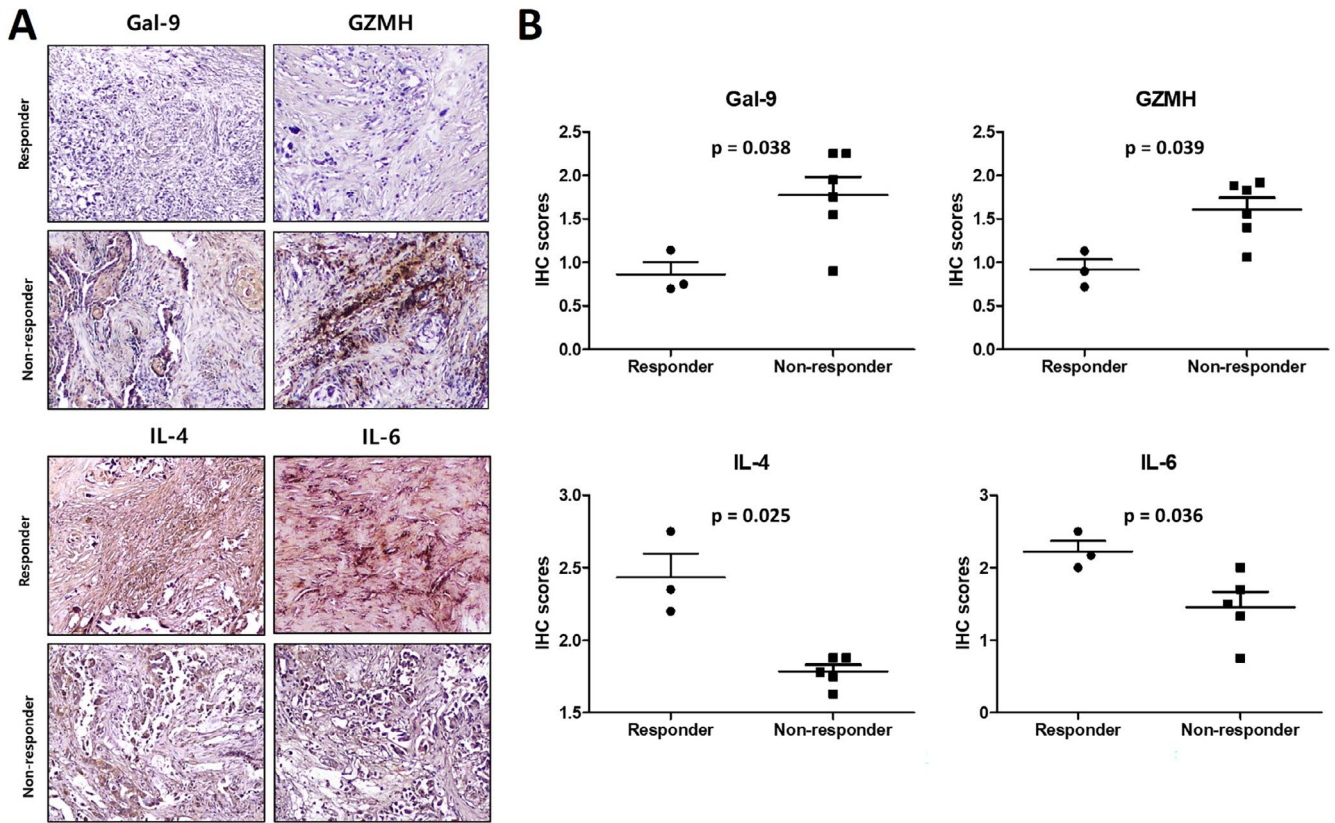 A
Gal-9 GZMH
Responder
Non-responder
IL-4 IL-6
Responder
Non-responder
B
Gal-9
p = 0.038
IHC scores
2.5
2.0
1.5
1.0
0.5
0.0
Responder Non-responder
GZMH
p = 0.039
IHC scores
2.5
2.0
1.5
1.0
0.5
0.0
Responder Non-responder
IL-4
p = 0.025
IHC scores
3.0
2.5
2.0
1.5
Responder Non-responder
IL-6
p = 0.036
IHC scores
3
2
1
0
Responder Non-responder